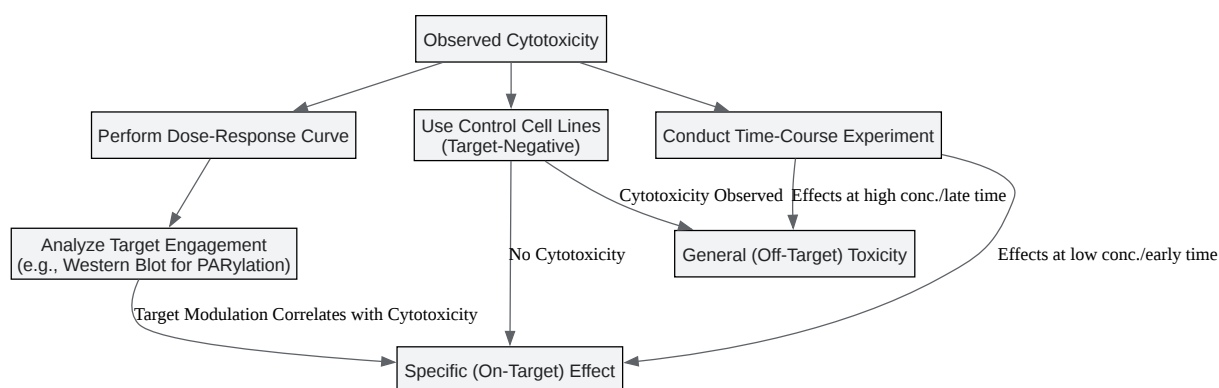 Observed Cytotoxicity
Perform Dose-Response Curve
Use Control Cell Lines
(Target-Negative)
Conduct Time-Course Experiment
Cytotoxicity Observed
Effects at high conc./late time
Analyze Target Engagement
(e.g., Western Blot for PARylation)
No Cytotoxicity
General (Off-Target) Toxicity
Effects at low conc./early time
Target Modulation Correlates with Cytotoxicity
Specific (On-Target) Effect